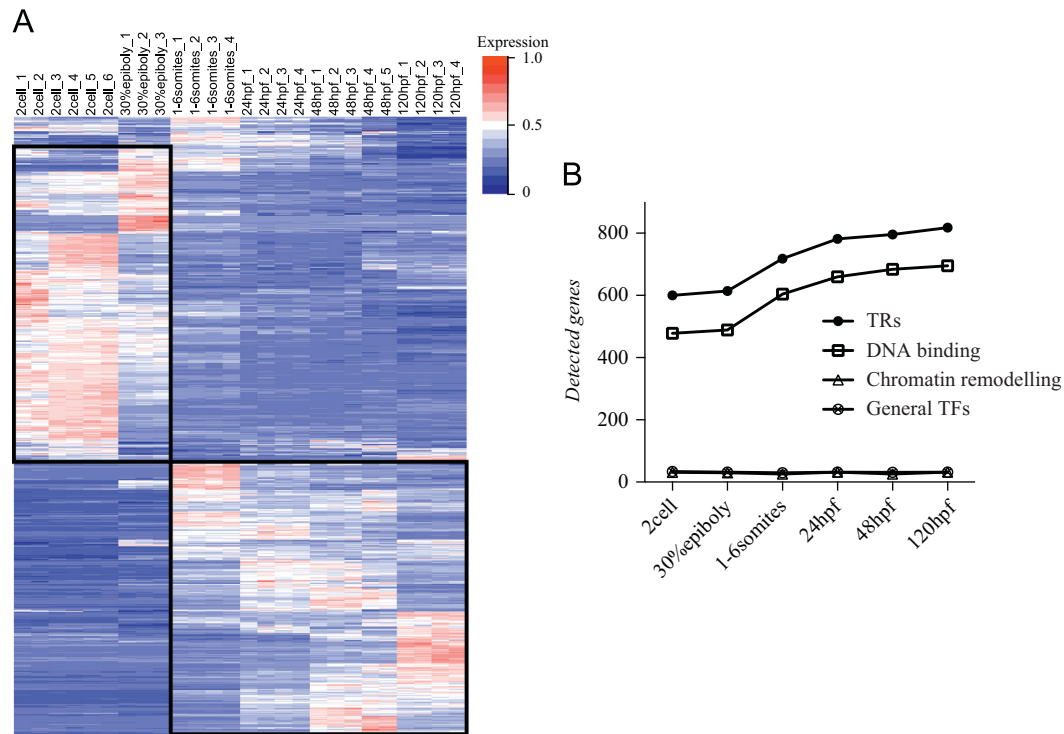 A
2cell_1
2cell_2
2cell_3
2cell_4
2cell_5
2cell_6
30%epiboly_1
30%epiboly_2
30%epiboly_3
1-6somites_1
1-6somites_2
1-6somites_3
1-6somites_4
24hpf_1
24hpf_2
24hpf_3
24hpf_4
48hpf_1
48hpf_2
48hpf_3
48hpf_4
48hpf_5
120hpf_1
120hpf_2
120hpf_3
120hpf_4
Expression
1.0
0.5
0
B
Detected genes
800
600
400
200
0
TRs
DNA binding
Chromatin remodelling
General TFs
2cell
30%epiboly
1-6somites
24hpf
48hpf
120hpf